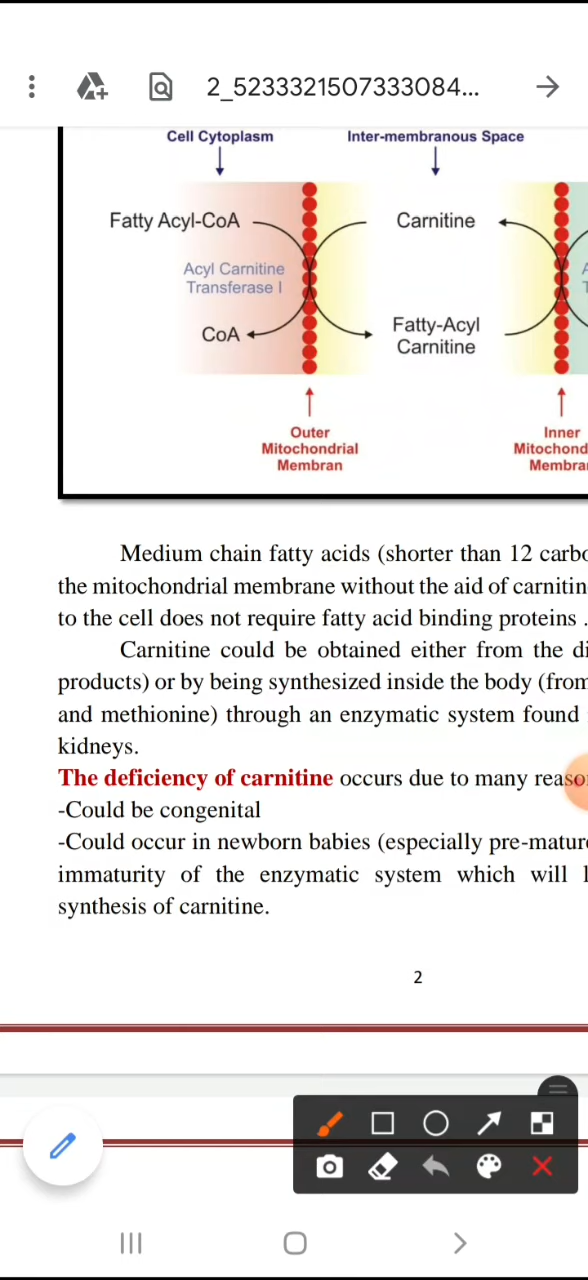 2_5233321507333084...
Cell Cytoplasm Inter-membranous Space
Fatty Acyl-CoA Carnitine
Acyl Carnitine
Transferase I
CoA
Fatty-Acyl
Carnitine
Outer
Mitochondrial
Membran
Inner
Mitochond
Membra
Medium chain fatty acids (shorter than 12 carbo
the mitochondrial membrane without the aid of carnitin
to the cell does not require fatty acid binding proteins .
Carnitine could be obtained either from the di
products) or by being synthesized inside the body (from
and methionine) through an enzymatic system found
kidneys.
The deficiency of carnitine occurs due to many reaso
-Could be congenital
-Could occur in newborn babies (especially pre-mature
immaturity of the enzymatic system which will l
synthesis of carnitine.
2